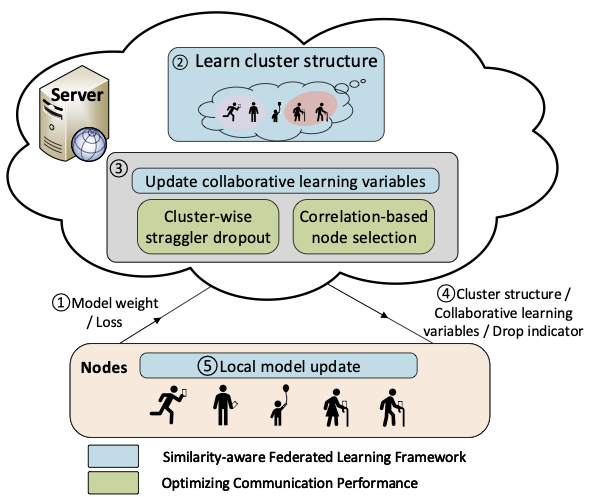 ② Learn cluster structure
Server
③
Update collaborative learning variables
Cluster-wise
straggler dropout
Correlation-based
node selection
① Model weight
/ Loss
④ Cluster structure /
Collaborative learning
variables / Drop indicator
Nodes
⑤ Local model update
Similarity-aware Federated Learning Framework
Optimizing Communication Performance